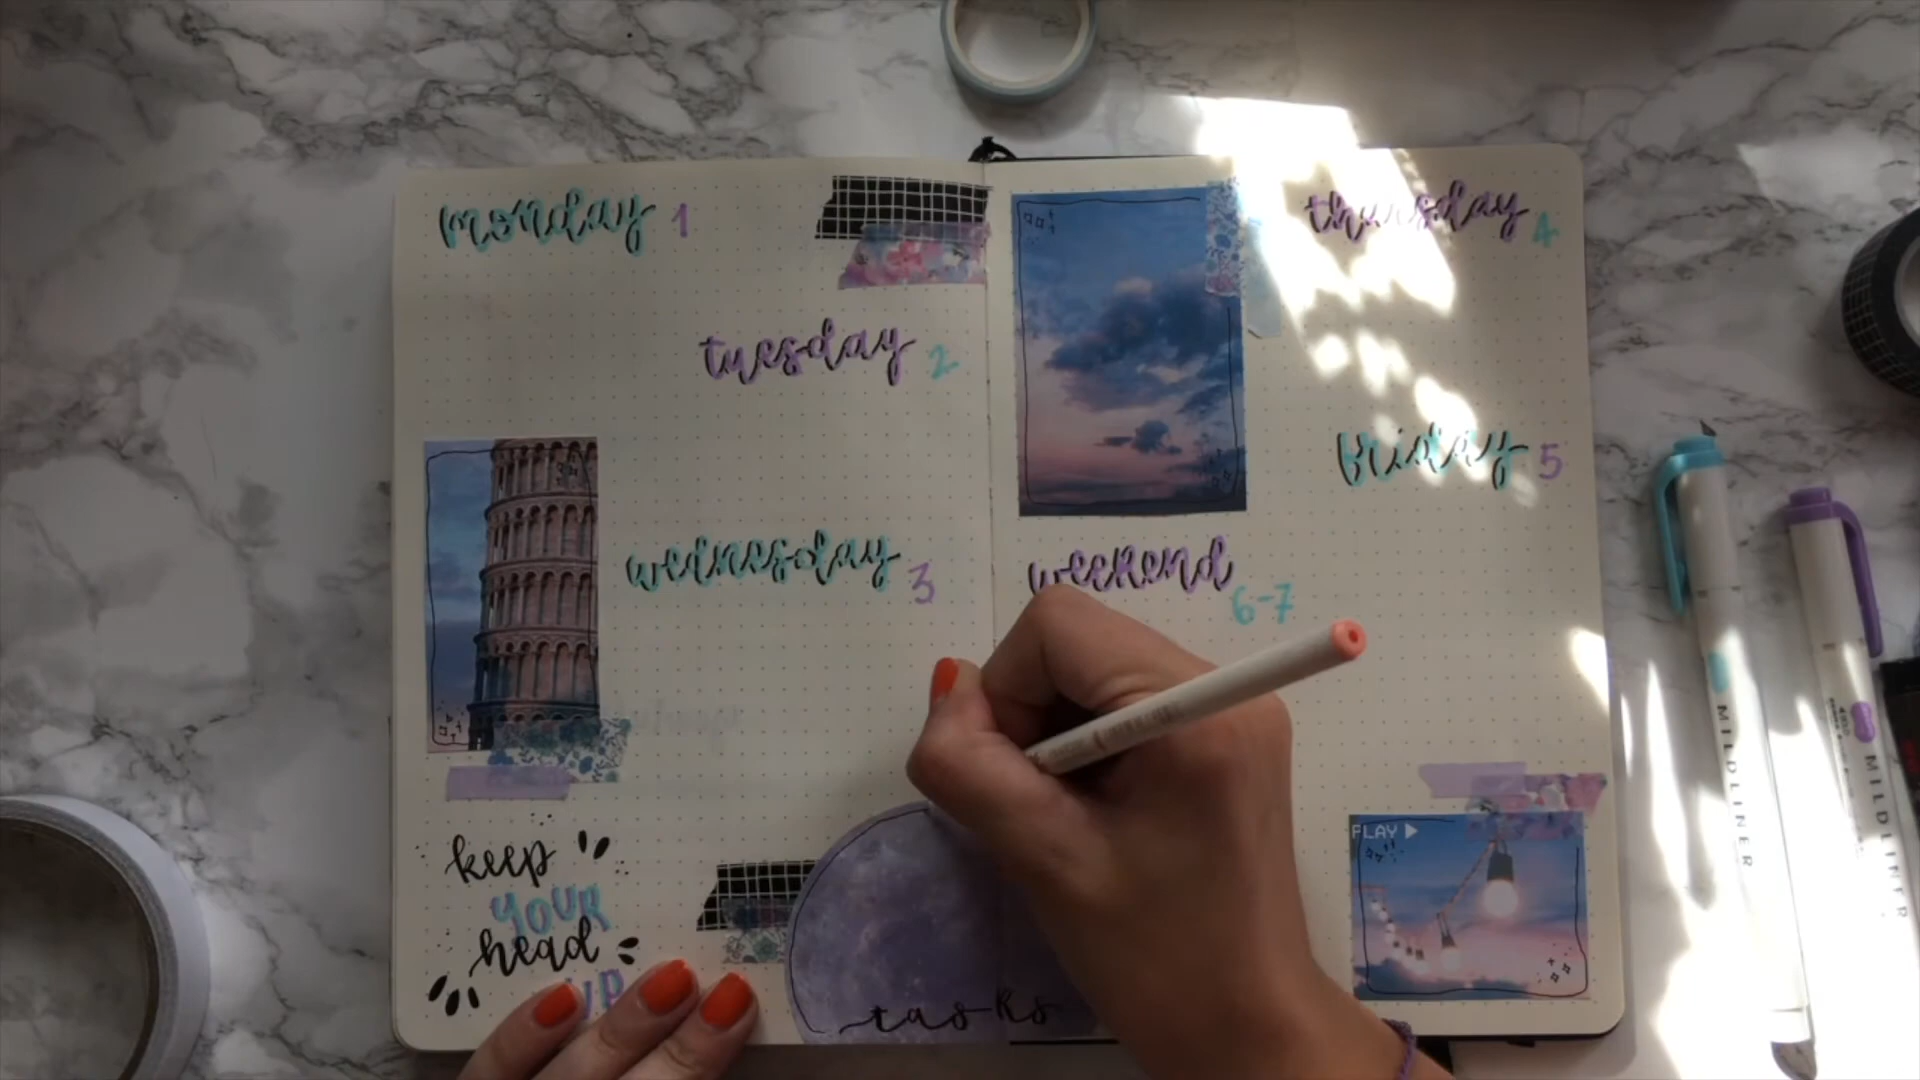 monday 1
tuesday 2
wednesday 3
keep
YOUR
head
UP
tasks
thursday 4
friday 5
weekend
6-7
PLAY
MILDLINER
MILDLINER